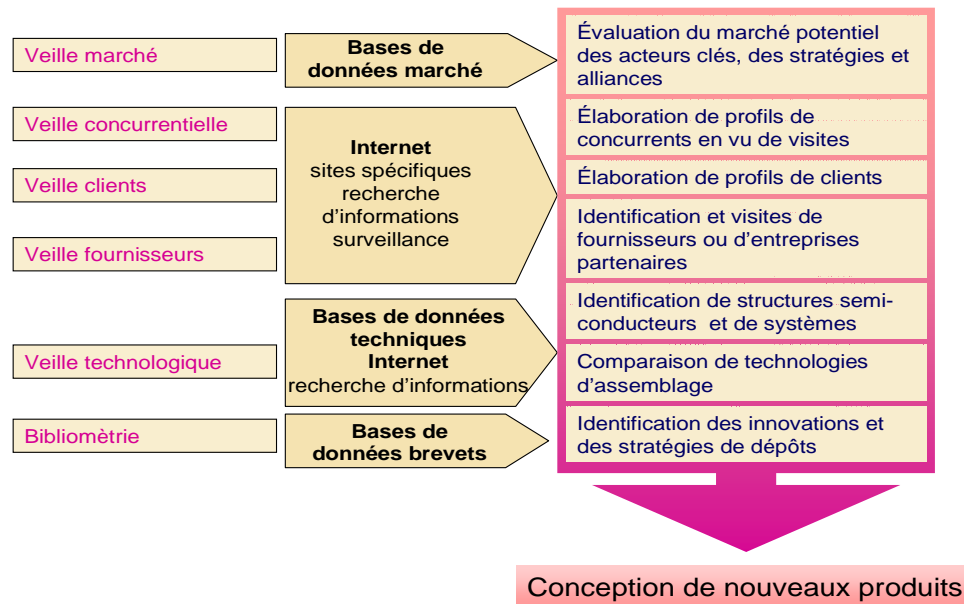 Veille marché
Bases de
données marché
Évaluation du marché potentiel
des acteurs clés, des stratégies et
alliances
Veille concurrentielle
Veille clients
Veille fournisseurs
Internet
sites spécifiques
recherche
d'informations
surveillance
Élaboration de profils de
concurrents en vu de visites
Élaboration de profils de clients
Identification et visites de
fournisseurs ou d'entreprises
partenaires
Veille technologique
Bases de données
techniques
Internet
recherche d'informations
Identification de structures semi-
conducteurs et de systèmes
Comparaison de technologies
d'assemblage
Bibliomètrie
Bases de
données brevets
Identification des innovations et
des stratégies de dépôts
Conception de nouveaux produits